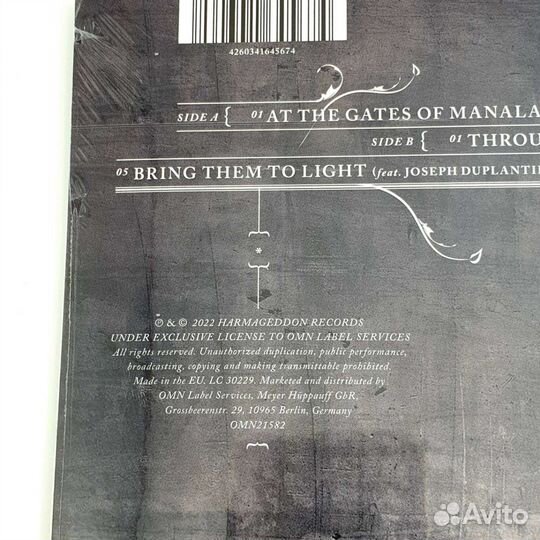 4260341645674
SIDE A { 01 AT THE GATES OF MANALA
SIDE B { 01 THROU
05 BRING THEM TO LIGHT (feat. JOSEPH DUPLANTI
*
℗ & © 2022 HARMAGEDDON RECORDS
UNDER EXCLUSIVE LICENSE TO OMN LABEL SERVICES
All rights reserved. Unauthorized duplication, public performance,
broadcasting, copying and making transmittable prohibited.
Made in the EU. LC 30229. Marketed and distributed by
OMN Label Services, Meyer Hüppauff GbR,
Grossbeerenstr. 29, 10965 Berlin, Germany
OMN21582
Avito